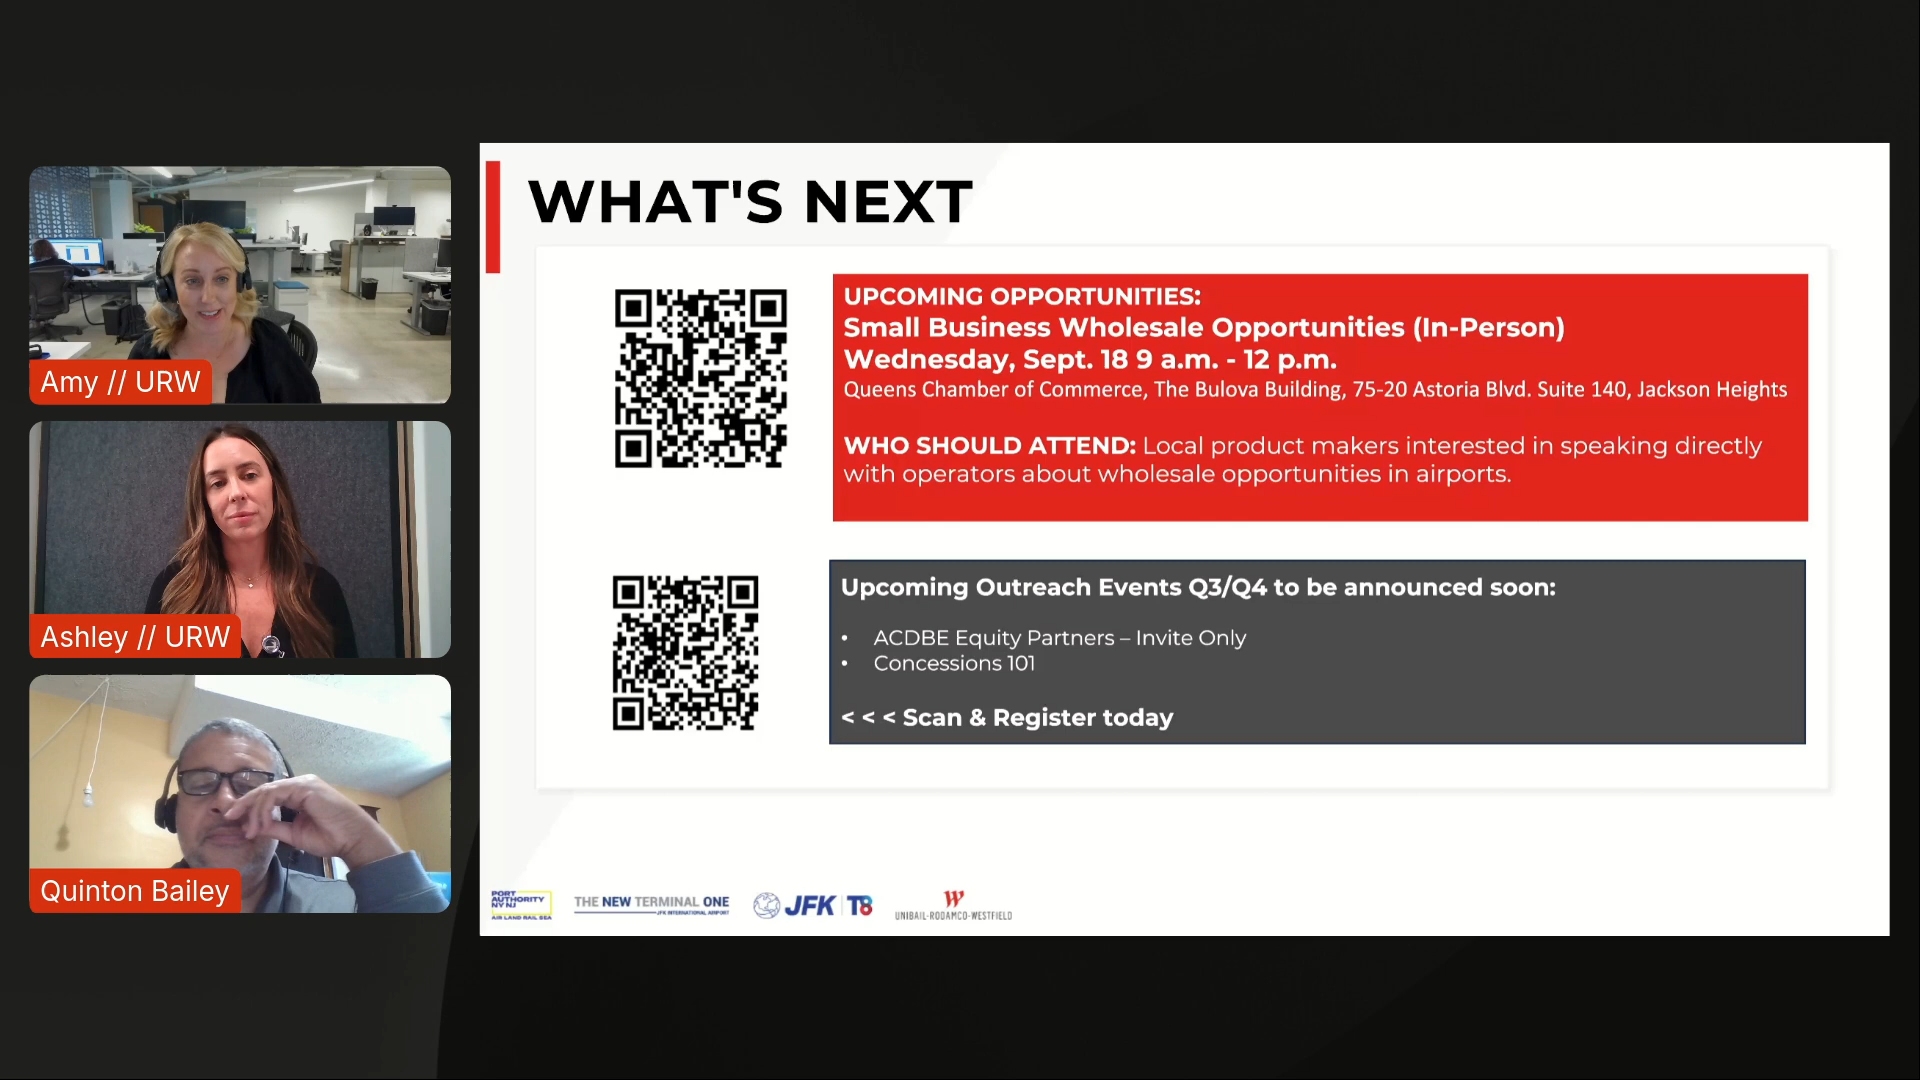 WHAT'S NEXT
UPCOMING OPPORTUNITIES:
Small Business Wholesale Opportunities (In-Person)
Wednesday, Sept. 18 9 a.m. - 12 p.m.
Queens Chamber of Commerce, The Bulova Building, 75-20 Astoria Blvd. Suite 140, Jackson Heights
WHO SHOULD ATTEND: Local product makers interested in speaking directly
with operators about wholesale opportunities in airports.
Upcoming Outreach Events Q3/Q4 to be announced soon:
• ACDBE Equity Partners – Invite Only
• Concessions 101
< < < Scan & Register today
Amy // URW
Ashley // URW
Quinton Bailey
PORT
AUTHORITY
NY NJ
AIR LAND RAIL SEA
THE NEW TERMINAL ONE
JFK INTERNATIONAL AIRPORT
JFK T8
UNIBAIL-RODAMCO-WESTFIELD